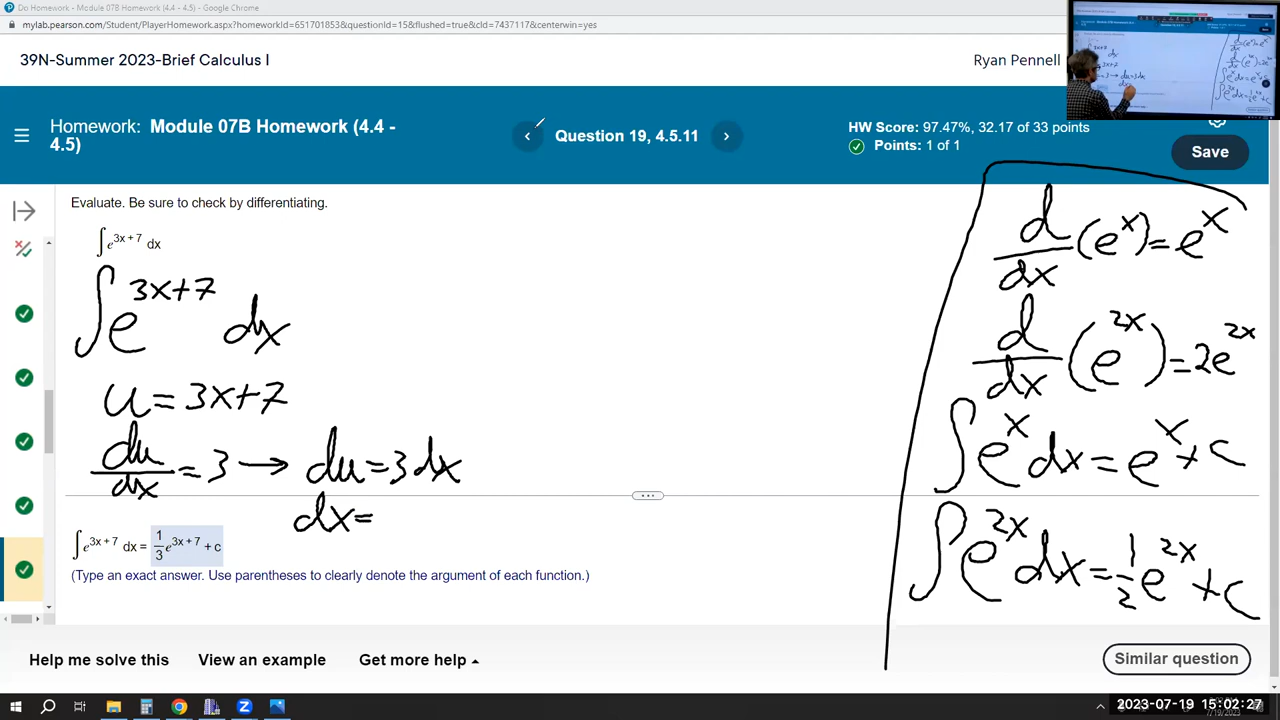 Do Homework - Module 07B Homework (4.4 - 4.5) - Google Chrome
mylab.pearson.com/Student/PlayerHomework.aspx?homeworkId=651701853&questionId=15&flushed=true&cId=7437117&centerwin=yes
39N-Summer 2023-Brief Calculus I
Ryan Pennell
Homework: Module 07B Homework (4.4 - 4.5)
Question 19, 4.5.11
HW Score: 97.47%, 32.17 of 33 points
Points: 1 of 1
Save
Evaluate. Be sure to check by differentiating.
∫ e^(3x + 7) dx
∫ e^(3x+7) dx
u = 3x+7
du/dx = 3 → du = 3dx
dx =
∫ e^(3x + 7) dx = 1/3 e^(3x + 7) + c
(Type an exact answer. Use parentheses to clearly denote the argument of each function.)
d/dx (e^x) = e^x
d/dx (e^(2x)) = 2e^(2x)
∫ e^x dx = e^x + c
∫ e^(2x) dx = 1/2 e^(2x) + c
Help me solve this
View an example
Get more help
Similar question
2023-07-19 15:02:27